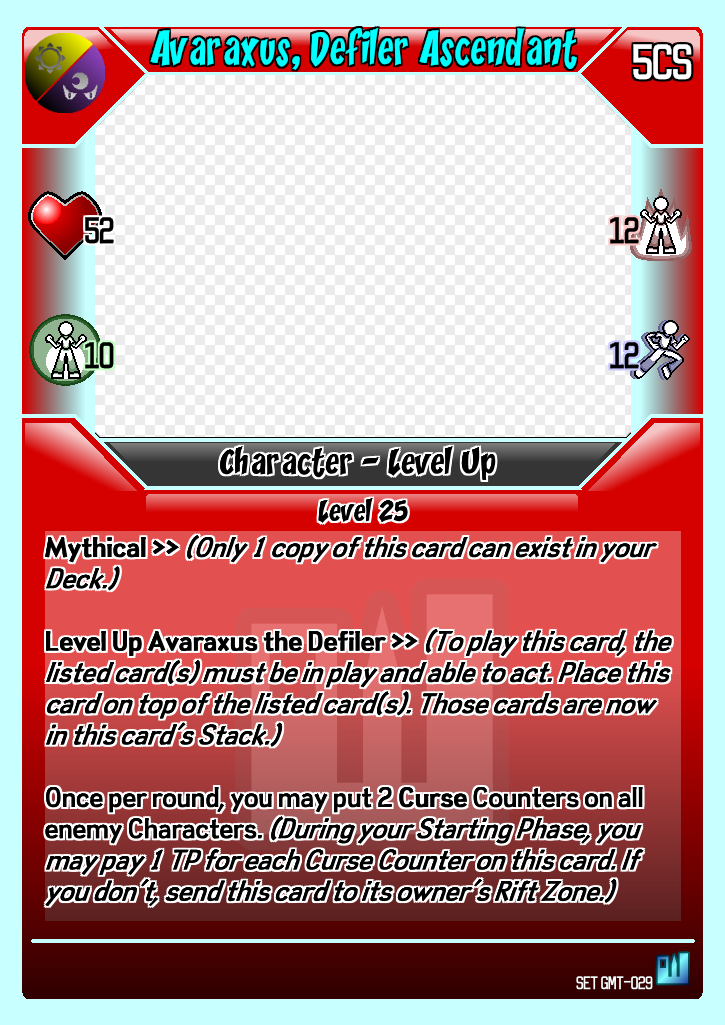 Avaraxus, Defiler Ascendant
5CS
52
12
10
12
Character - Level Up
Level 25
Mythical >> (Only 1 copy of this card can exist in your
Deck.)
Level Up Avaraxus the Defiler >> (To play this card, the
listed card(s) must be in play and able to act. Place this
card on top of the listed card(s). Those cards are now
in this card's Stack.)
Once per round, you may put 2 Curse Counters on all
enemy Characters. (During your Starting Phase, you
may pay 1 TP for each Curse Counter on this card. If
you don't, send this card to its owner's Rift Zone.)
SET GMT-029